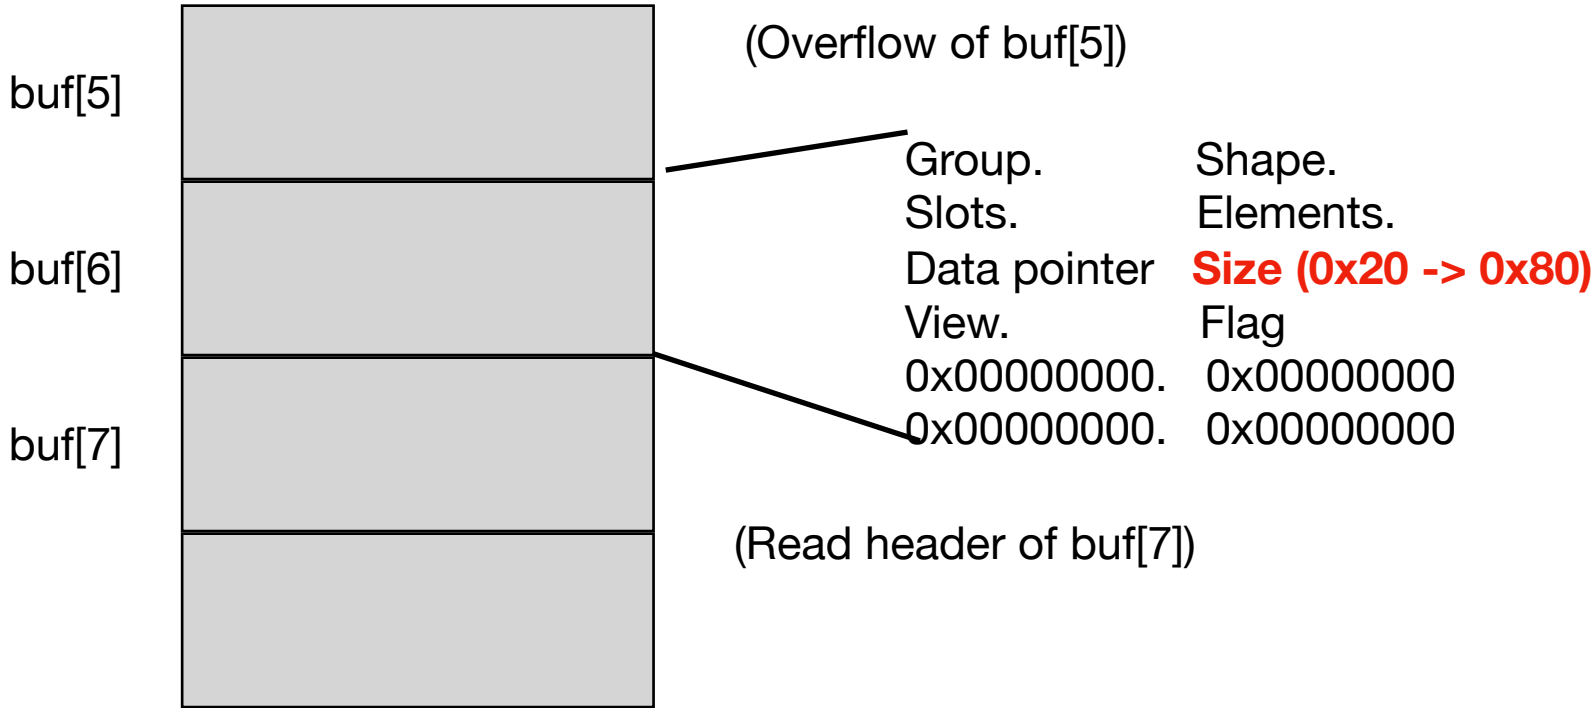 (Overflow of buf[5])
buf[5]
Group. Shape.
Slots. Elements.
buf[6]
Data pointer Size (0x20 -> 0x80)
View. Flag
0x00000000. 0x00000000
0x00000000. 0x00000000
buf[7]
(Read header of buf[7])